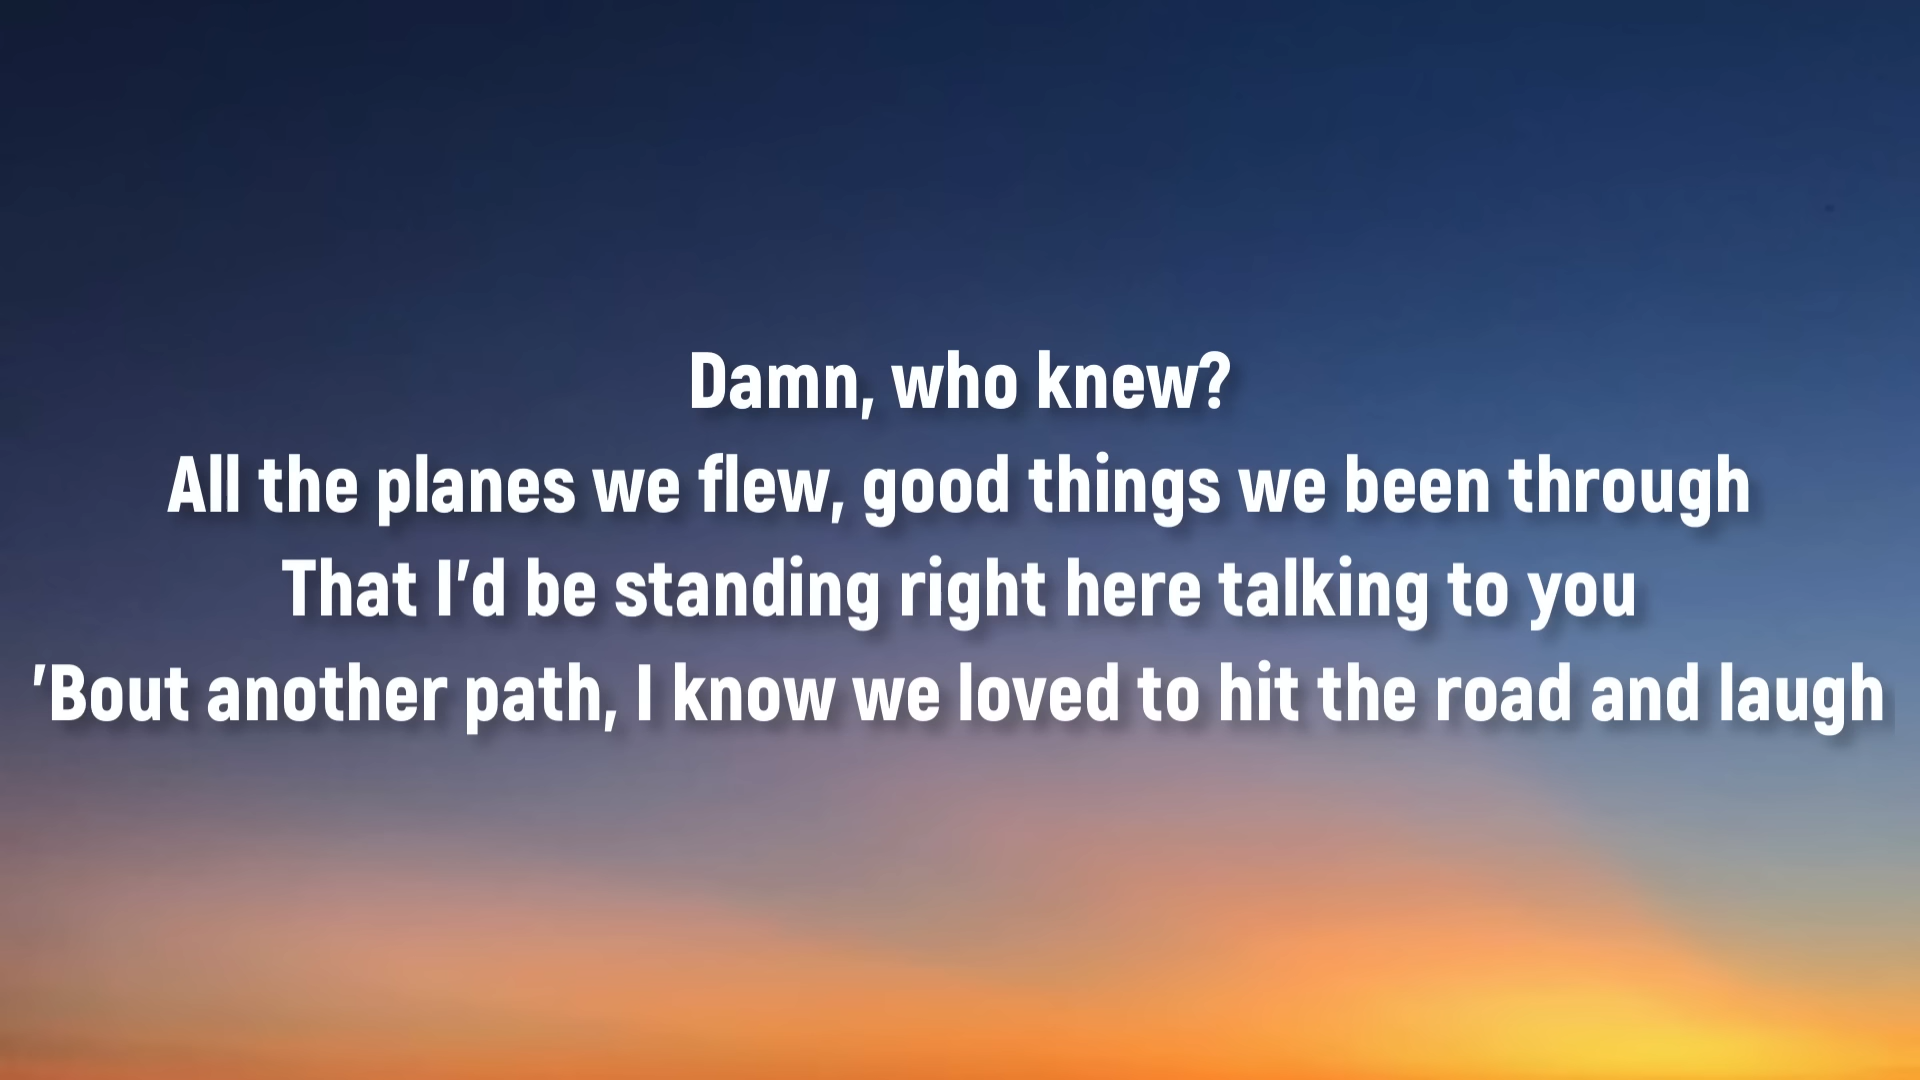 Damn, who knew?
All the planes we flew, good things we been through
That I'd be standing right here talking to you
'Bout another path, I know we loved to hit the road and laugh